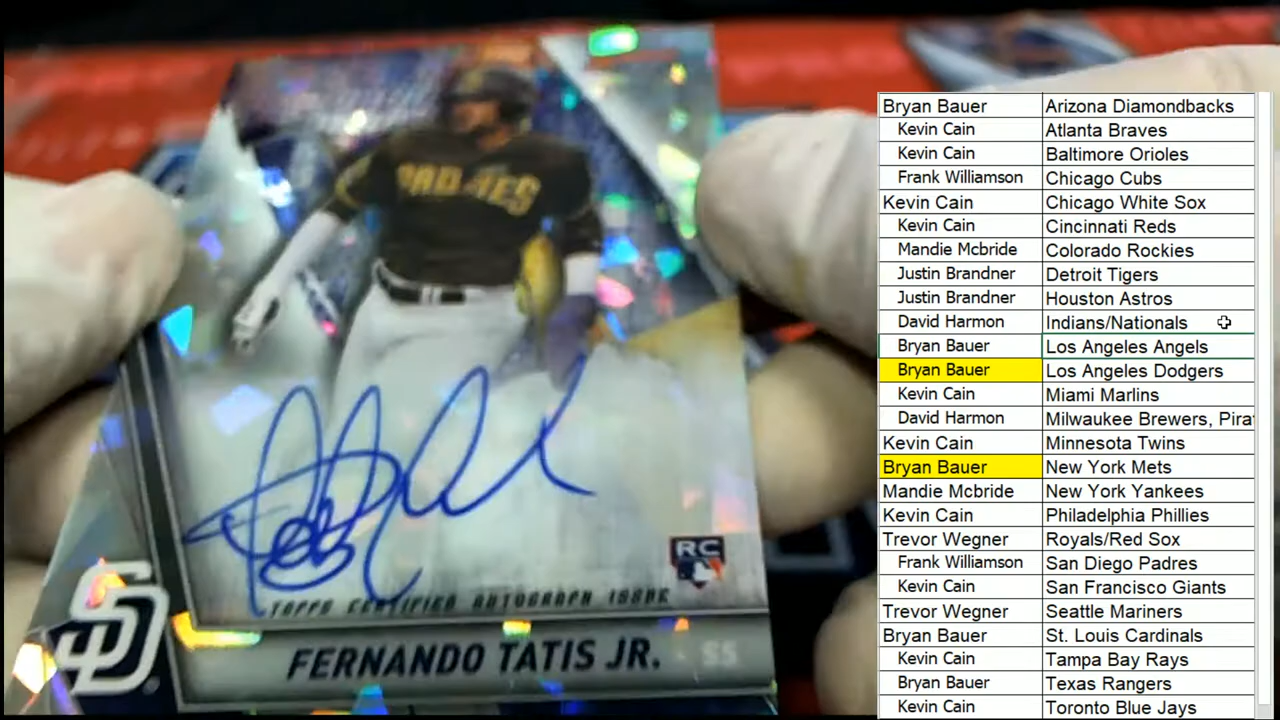 PADRES
RC
TOPPS CERTIFIED AUTOGRAPH ISSUE
SD
FERNANDO TATIS JR. SS
Bryan Bauer Arizona Diamondbacks
Kevin Cain Atlanta Braves
Kevin Cain Baltimore Orioles
Frank Williamson Chicago Cubs
Kevin Cain Chicago White Sox
Kevin Cain Cincinnati Reds
Mandie Mcbride Colorado Rockies
Justin Brandner Detroit Tigers
Justin Brandner Houston Astros
David Harmon Indians/Nationals
Bryan Bauer Los Angeles Angels
Bryan Bauer Los Angeles Dodgers
Kevin Cain Miami Marlins
David Harmon Milwaukee Brewers, Pira
Kevin Cain Minnesota Twins
Bryan Bauer New York Mets
Mandie Mcbride New York Yankees
Kevin Cain Philadelphia Phillies
Trevor Wegner Royals/Red Sox
Frank Williamson San Diego Padres
Kevin Cain San Francisco Giants
Trevor Wegner Seattle Mariners
Bryan Bauer St. Louis Cardinals
Kevin Cain Tampa Bay Rays
Bryan Bauer Texas Rangers
Kevin Cain Toronto Blue Jays